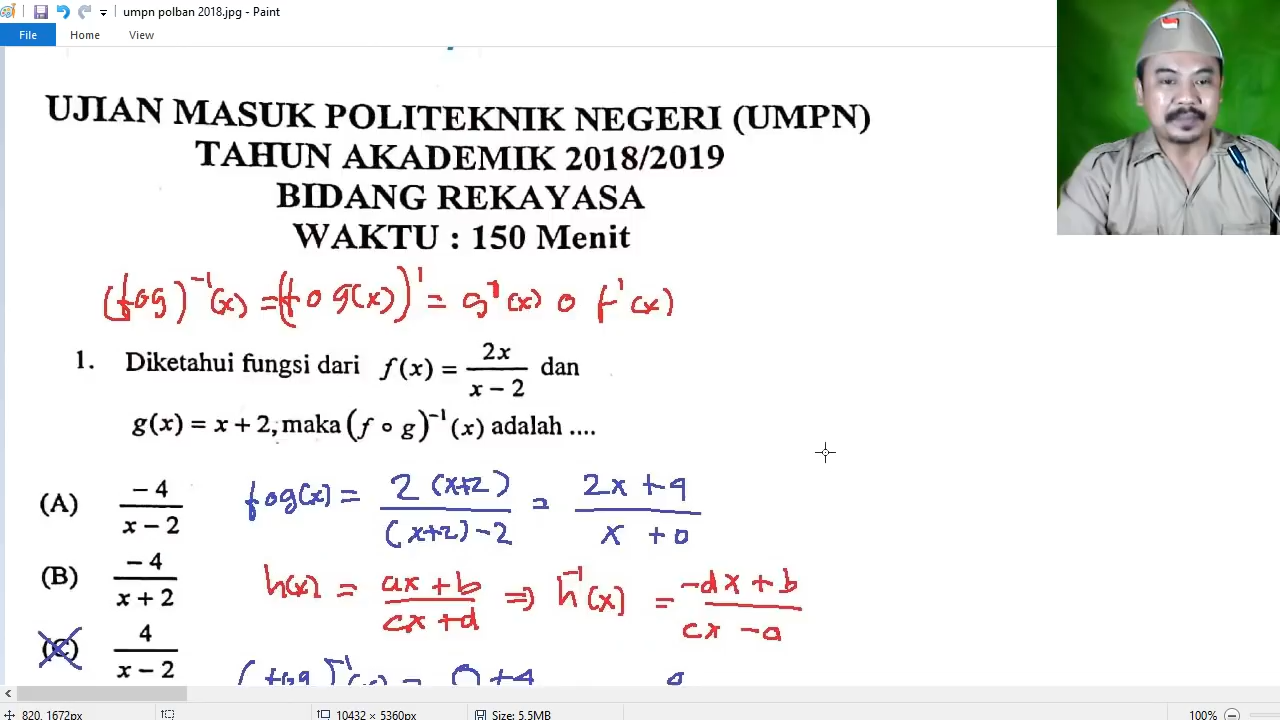 umpn polban 2018.jpg - Paint
File Home View
UJIAN MASUK POLITEKNIK NEGERI (UMPN)
TAHUN AKADEMIK 2018/2019
BIDANG REKAYASA
WAKTU : 150 Menit
(fog)⁻¹(x) = (f o g(x))' = g⁻¹(x) o f'(x)
1. Diketahui fungsi dari f(x) = 2x / (x − 2) dan
g(x) = x + 2, maka (f ∘ g)⁻¹(x) adalah ....
(A) −4 / (x − 2)
fog(x) = 2(x+2) / ((x+2)−2) = (2x + 4) / (x + 0)
(B) −4 / (x + 2)
h(x) = (ax + b) / (cx + d) ⇒ h⁻¹(x) = (−dx + b) / (cx − a)
(C) 4 / (x − 2)
820, 1672px 10432 × 5360px Size: 5.5MB 100%